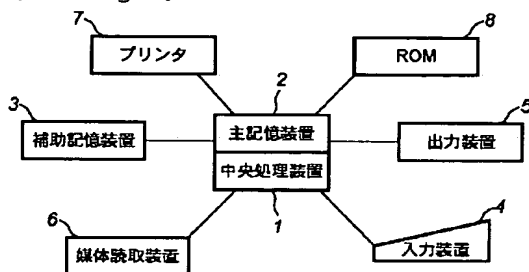 7
プリンタ
8
ROM
2
主記憶装置
3
補助記憶装置
5
出力装置
中央処理装置
1
6
媒体読取装置
4
入力装置